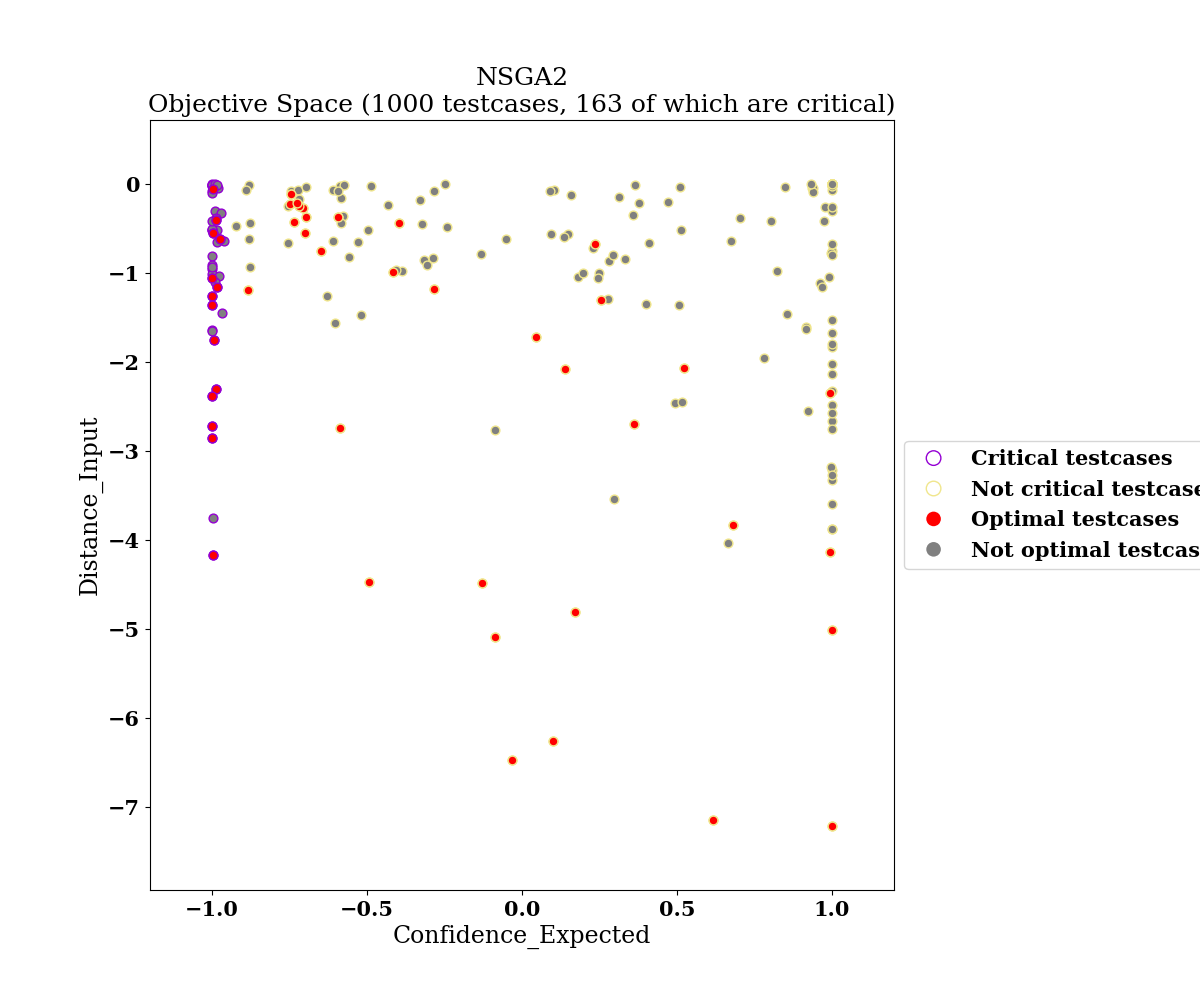 NSGA2
Objective Space (1000 testcases, 163 of which are critical)
0
−1
−2
−3
−4
−5
−6
−7
Distance_Input
−1.0
−0.5
0.0
0.5
1.0
Confidence_Expected
Critical testcases
Not critical testcase
Optimal testcases
Not optimal testcas